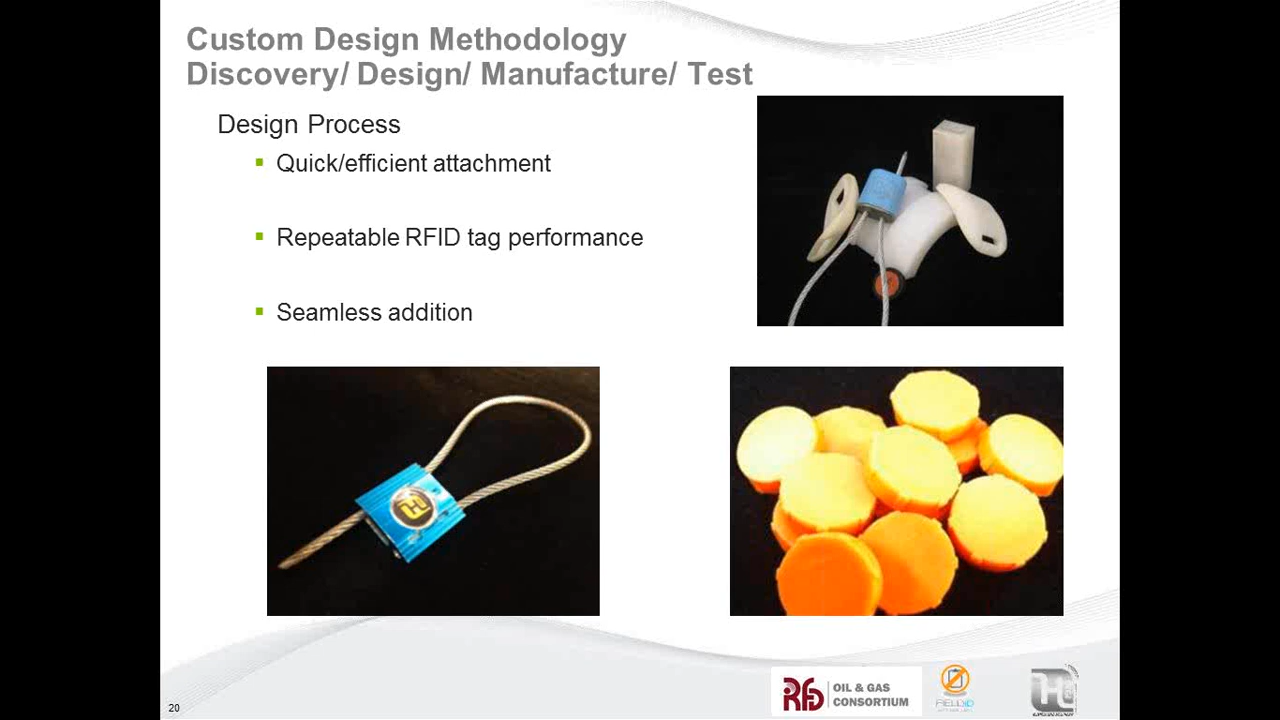 Custom Design Methodology
Discovery/ Design/ Manufacture/ Test
Design Process
Quick/efficient attachment
Repeatable RFID tag performance
Seamless addition
20
OIL & GAS
CONSORTIUM